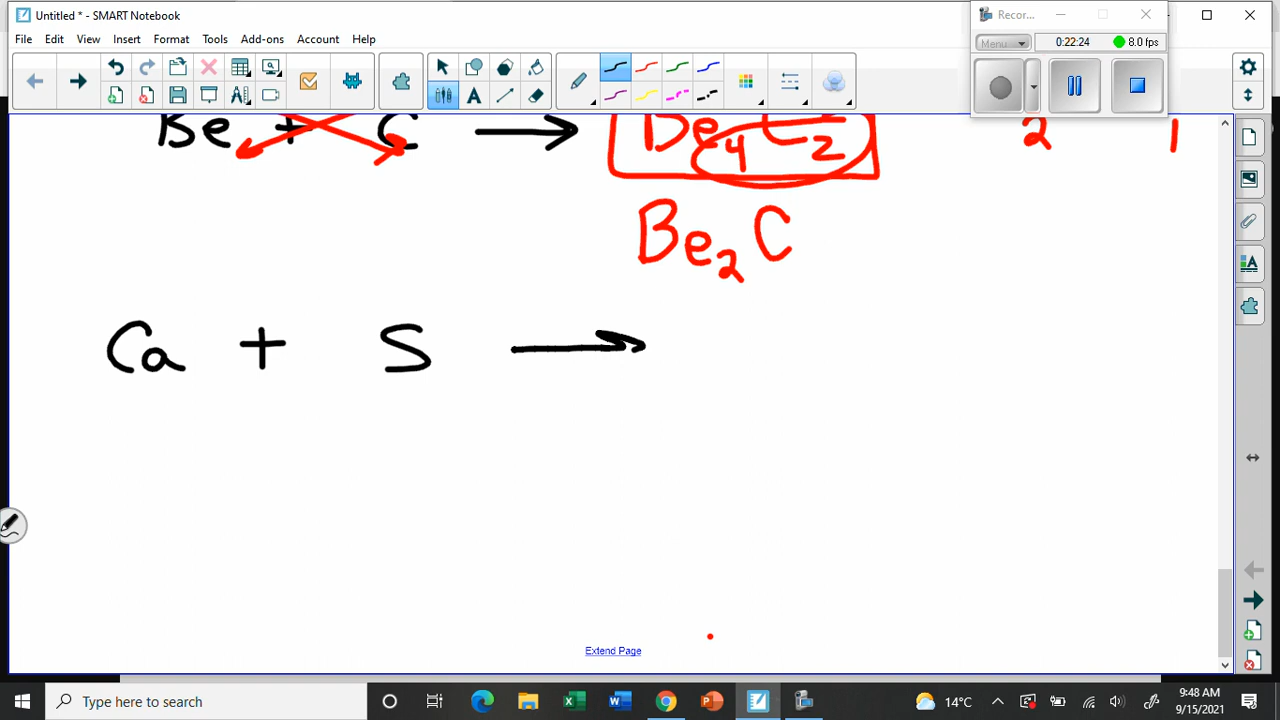 Untitled * - SMART Notebook
Recor...
File Edit View Insert Format Tools Add-ons Account Help
Menu 0:22:24 8.0 fps
A A
Be + C → Be4C2 2 1
Be2C
Ca + S →
Extend Page
Type here to search
14°C
9:48 AM
9/15/2021